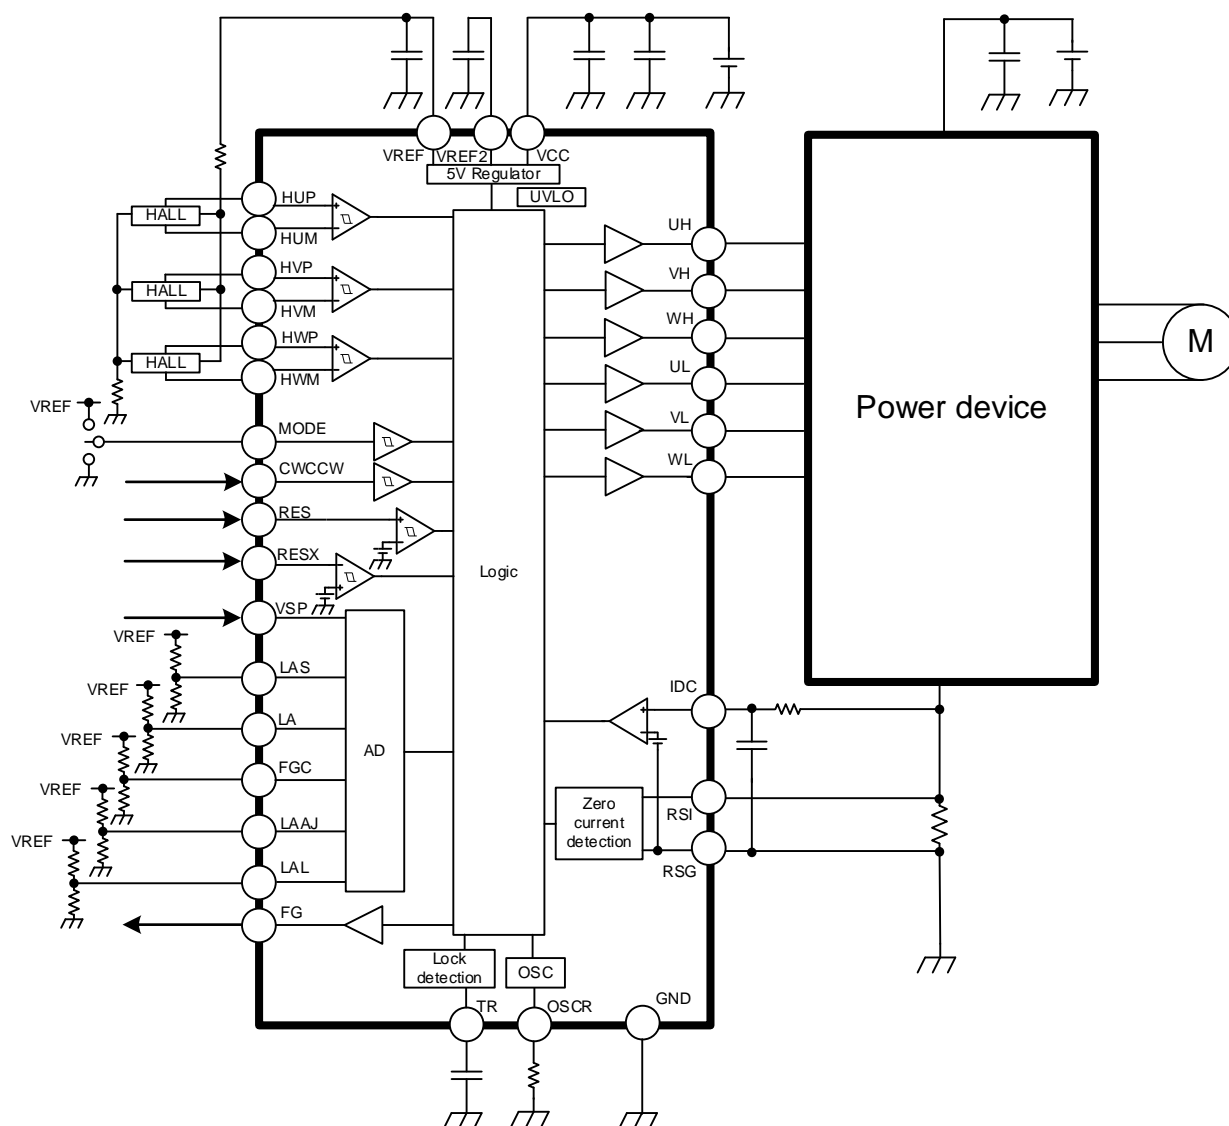 VREF
VREF2
VCC
5V Regulator
UVLO
HUP
HALL
HUM
HVP
HALL
HVM
HWP
HALL
HWM
VREF
MODE
CWCCW
RES
RESX
Logic
VSP
VREF
LAS
VREF
LA
VREF
FGC
AD
VREF
LAAJ
VREF
LAL
FG
UH
VH
WH
UL
VL
WL
Power device
M
IDC
Zero
current
detection
RSI
RSG
Lock
detection
OSC
TR
OSCR
GND